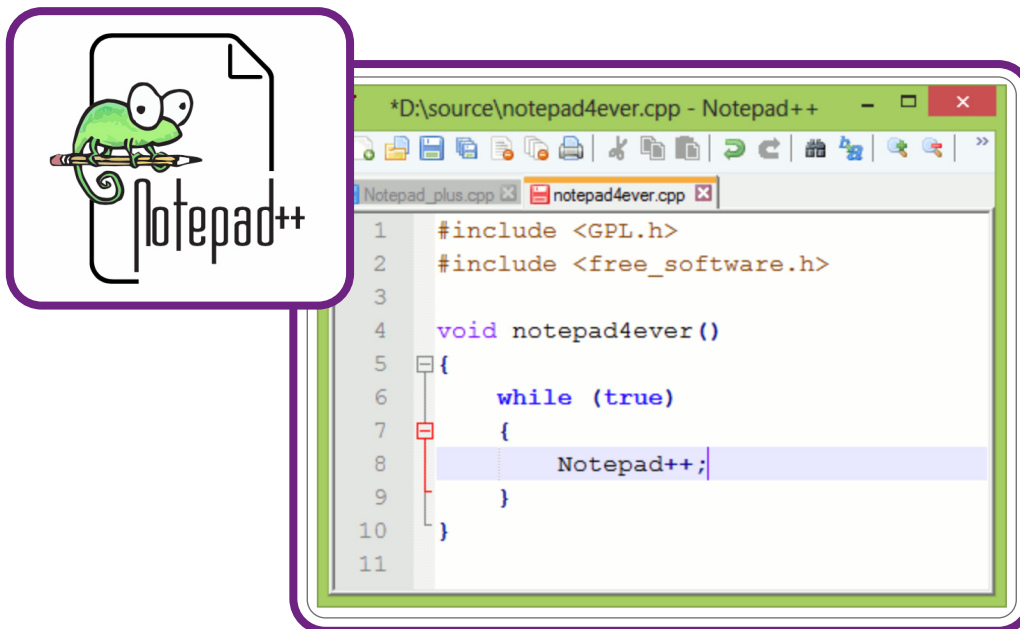 Notepad++
*D:\source\notepad4ever.cpp - Notepad++
Notepad_plus.cpp notepad4ever.cpp
1 #include <GPL.h>
2 #include <free_software.h>
3
4 void notepad4ever()
5 {
6 while (true)
7 {
8 Notepad++;
9 }
10 }
11